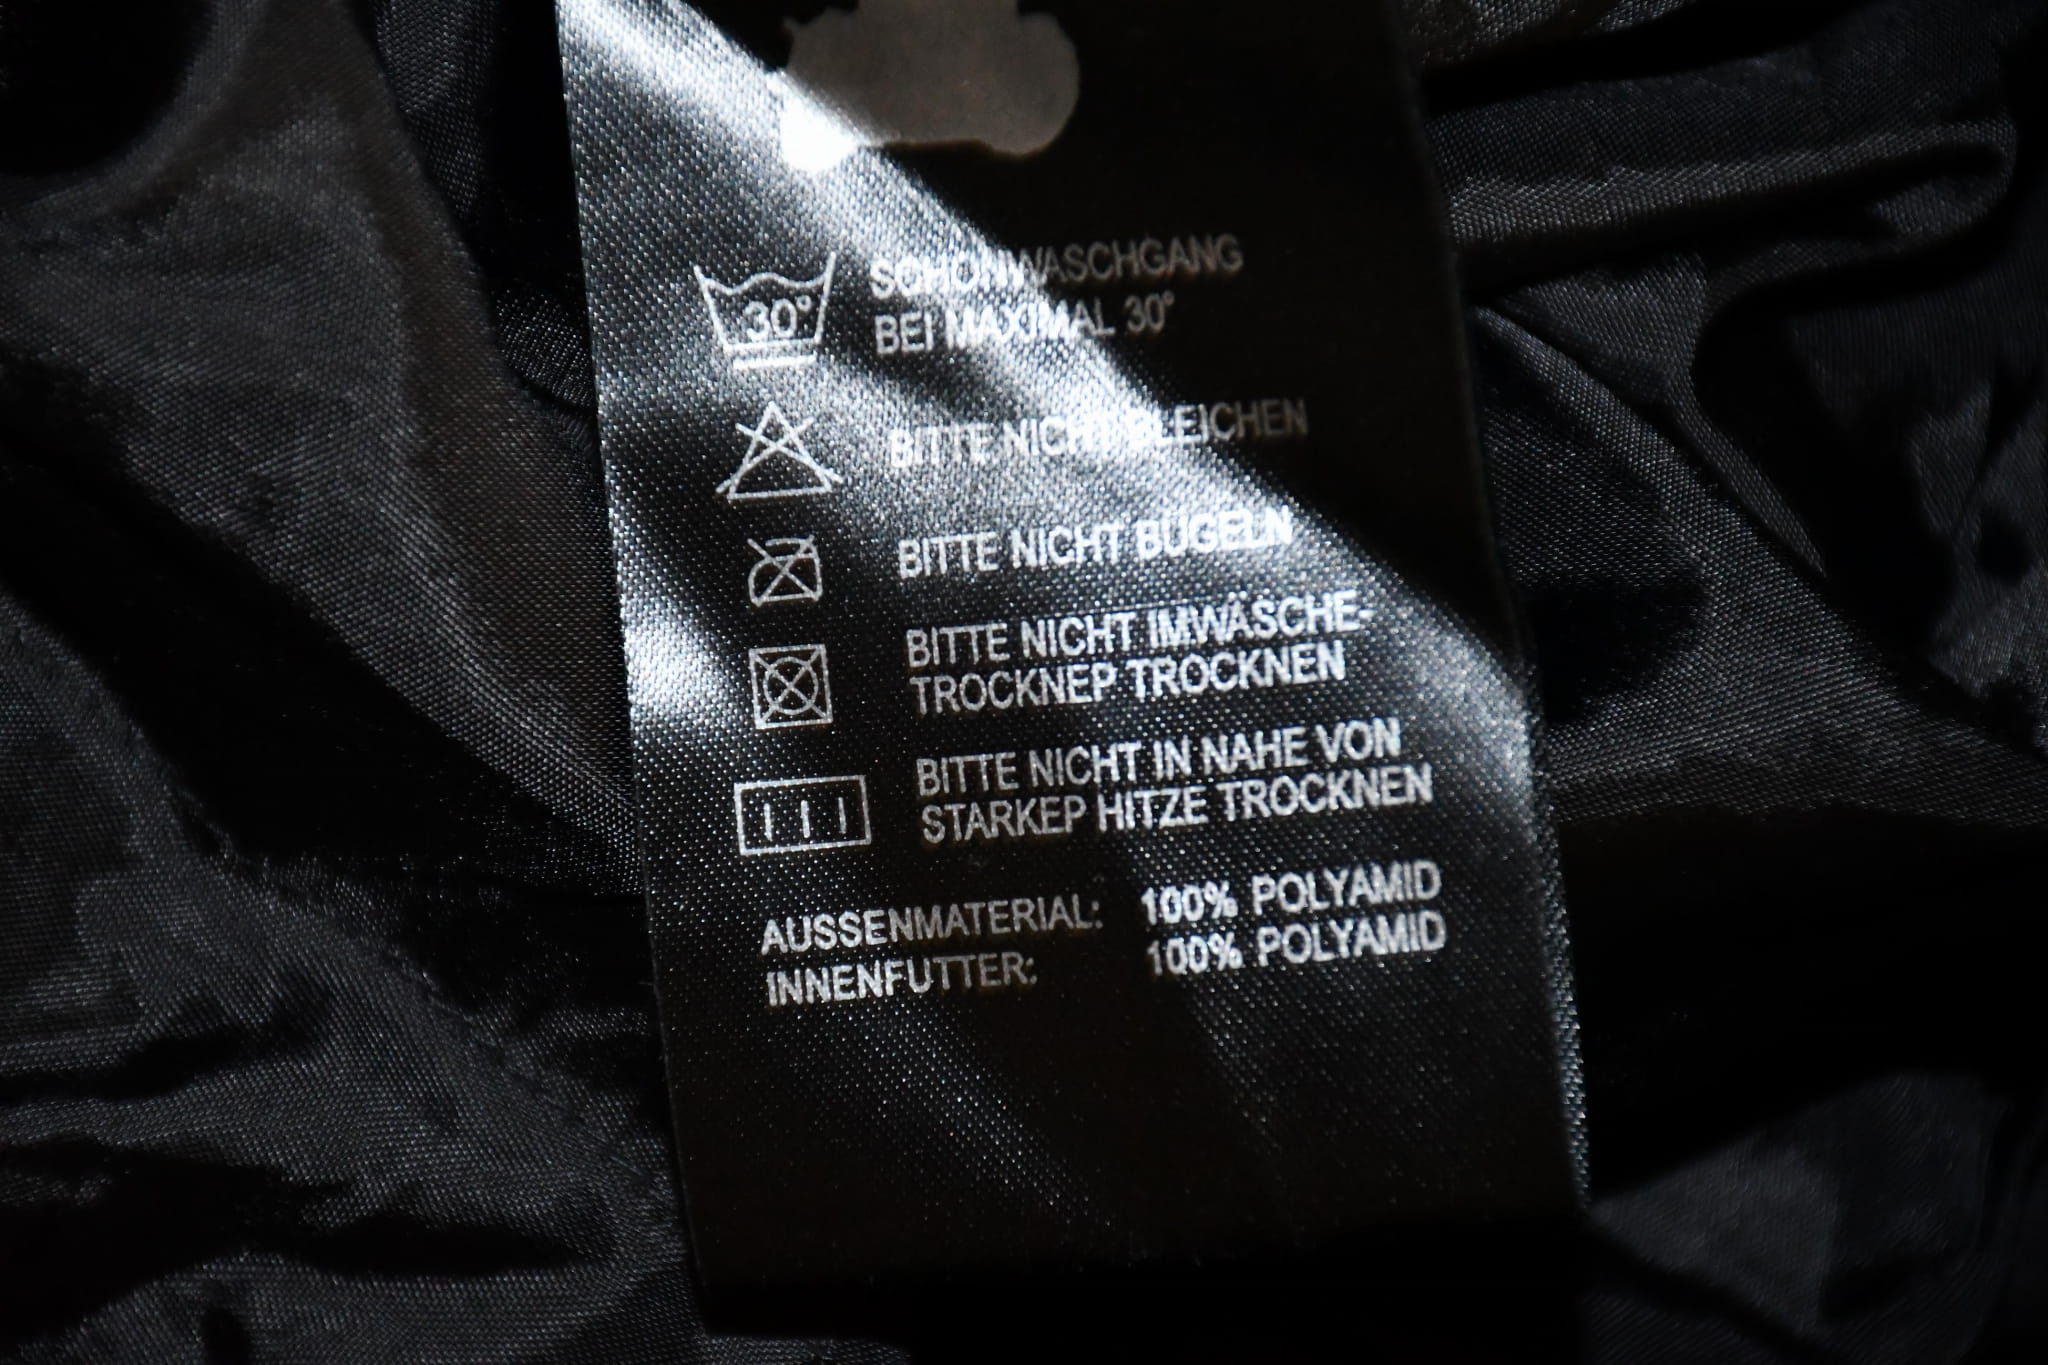 30°
SCHONWASCHGANG
BEI MAXIMAL 30°
BITTE NICHT BLEICHEN
BITTE NICHT BÜGELN
BITTE NICHT IMWÄSCHE-
TROCKNEP TROCKNEN
BITTE NICHT IN NÄHE VON
STARKEP HITZE TROCKNEN
AUSSENMATERIAL: 100% POLYAMID
INNENFUTTER: 100% POLYAMID